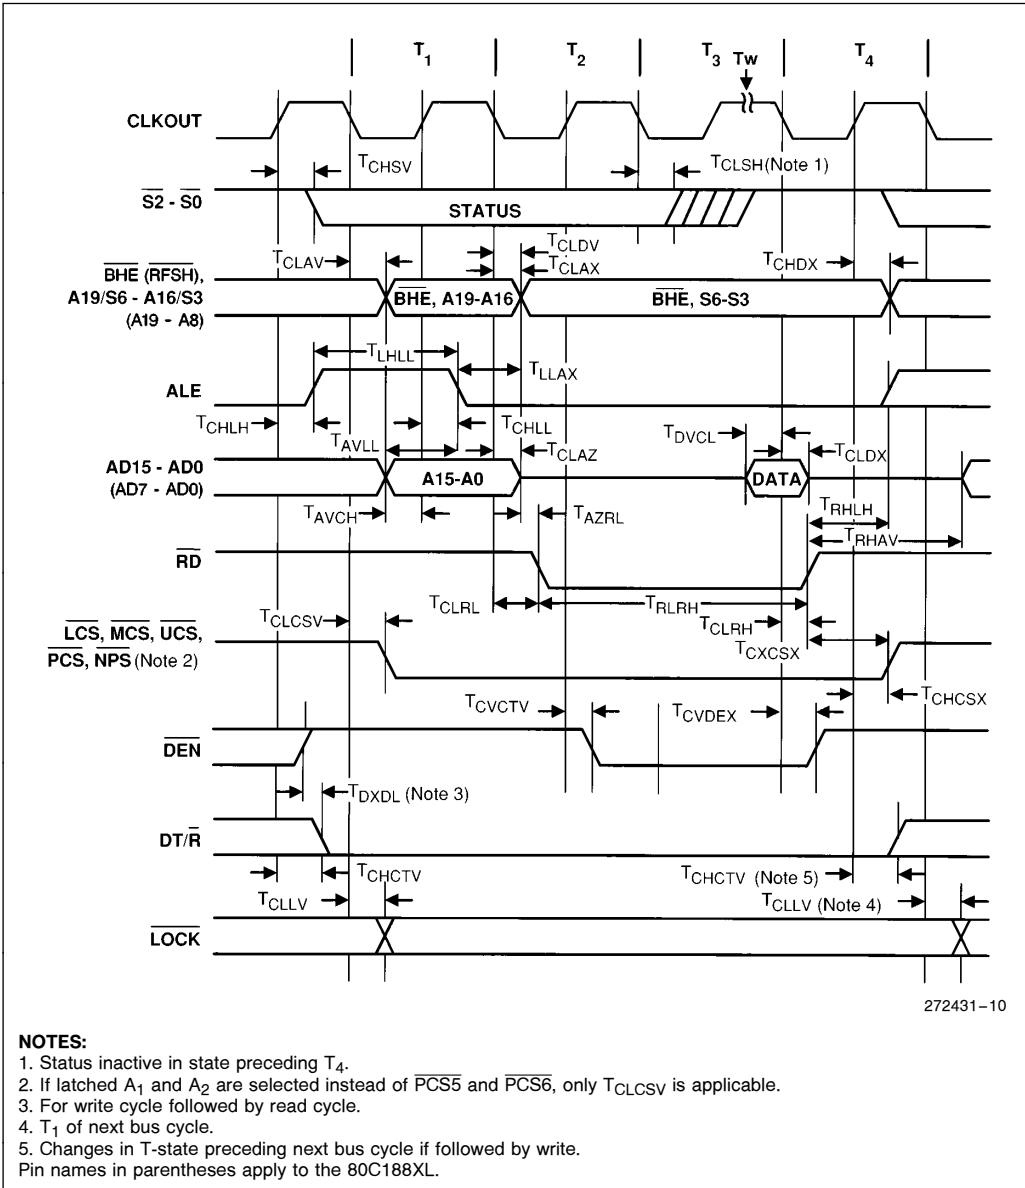 T1 T2 T3 TW T4
CLKOUT
TCHSV TCLSH (Note 1)
S2 - S0 STATUS
TCLDV
TCLAV TCLAX TCHDX
BHE (RFSH),
A19/S6 - A16/S3 BHE, A19-A16 BHE, S6-S3
(A19 - A8)
TLHLL
TLLAX
ALE
TCHLH TCHLL
TAVLL TDVCL
TCLAZ TCLDX
AD15 - AD0
(AD7 - AD0) A15-A0 DATA
TRHLH
TAVCH TAZRL
TRHAV
RD
TCLRL TRLRH
TCLCSV TCLRH
LCS, MCS, UCS,
TCXCSX
PCS, NPS (Note 2)
TCHCSX
TCVCTV TCVDEX
DEN
TDXDL (Note 3)
DT/R
TCHCTV TCHCTV (Note 5)
TCLLV TCLLV (Note 4)
LOCK
272431-10
NOTES:
1. Status inactive in state preceding T4.
2. If latched A1 and A2 are selected instead of PCS5 and PCS6, only TCLCSV is applicable.
3. For write cycle followed by read cycle.
4. T1 of next bus cycle.
5. Changes in T-state preceding next bus cycle if followed by write.
Pin names in parentheses apply to the 80C188XL.